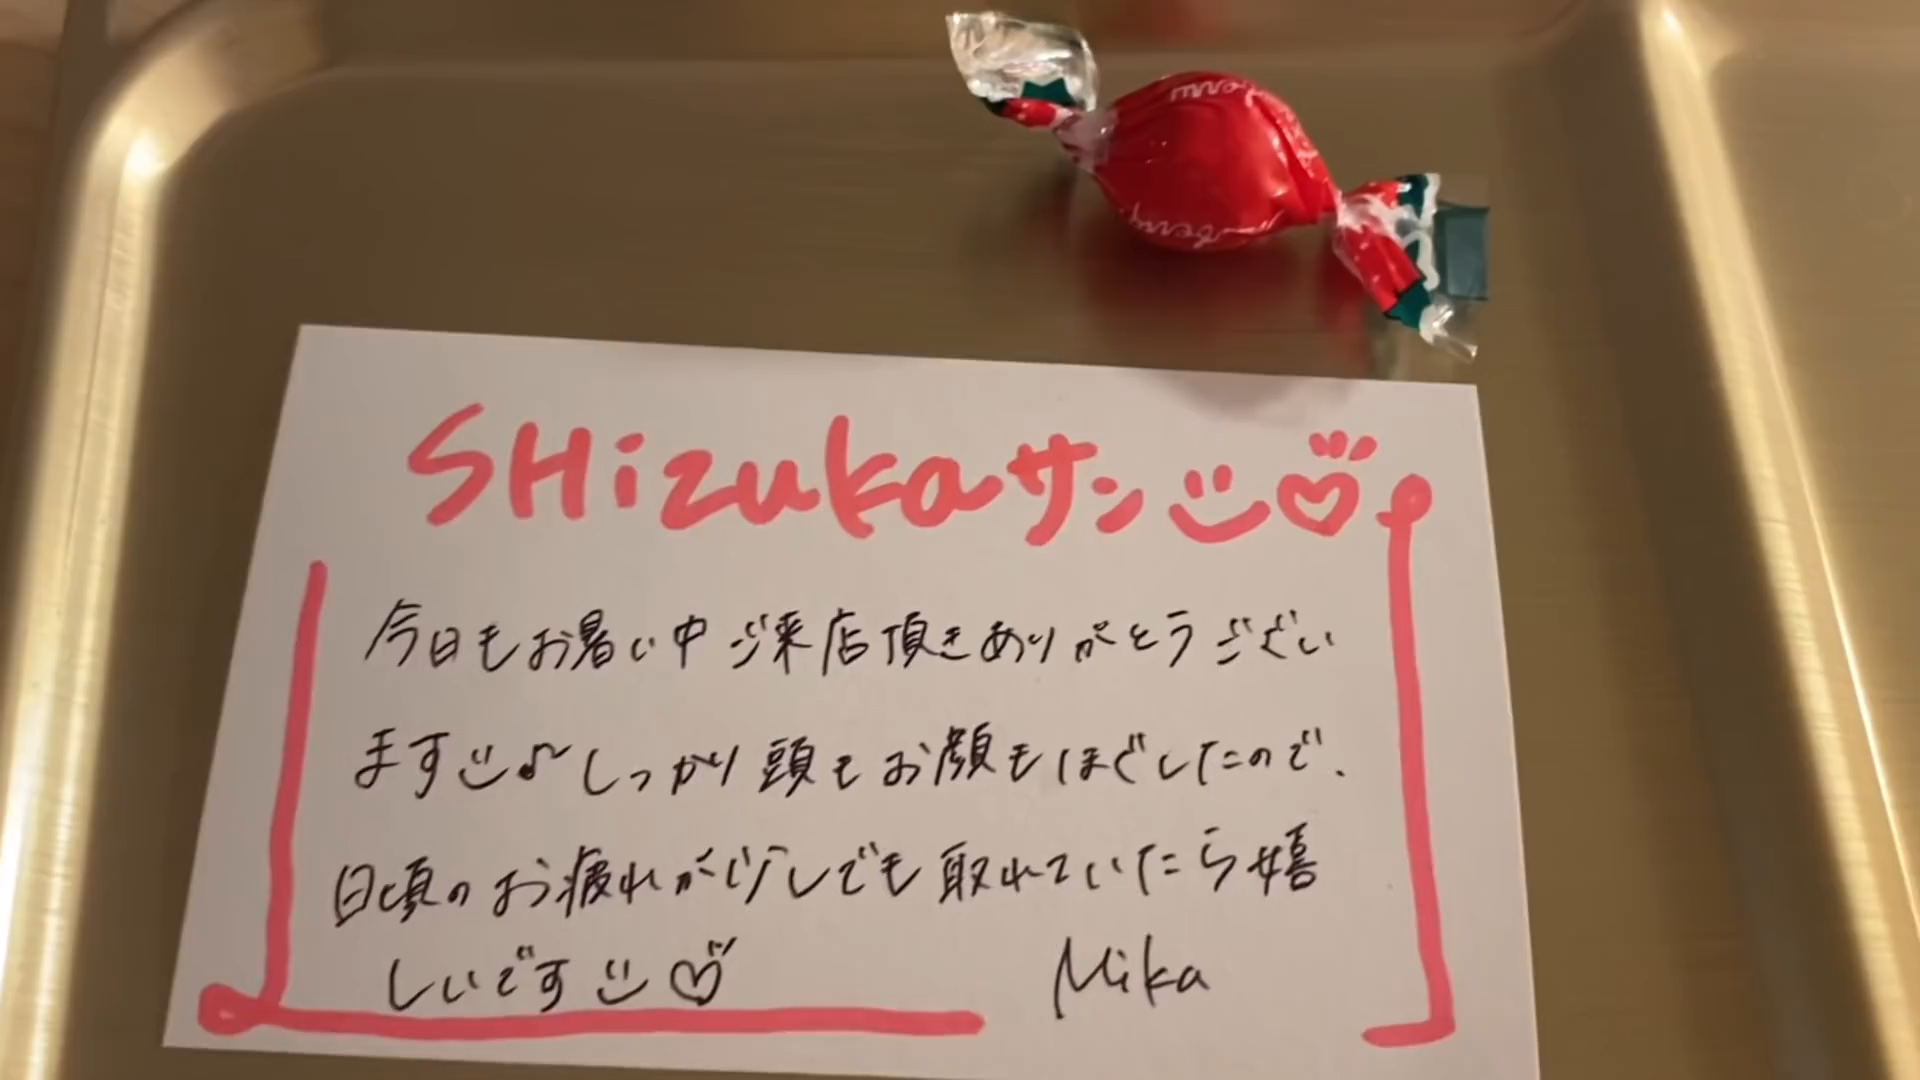 SHizukaサン
今日もお暑い中ご来店頂きありがとうござい
ます♪しっかり頭もお顔もほぐしたので、
日頃のお疲れが少しでも取れていたら嬉
しいです
Mika